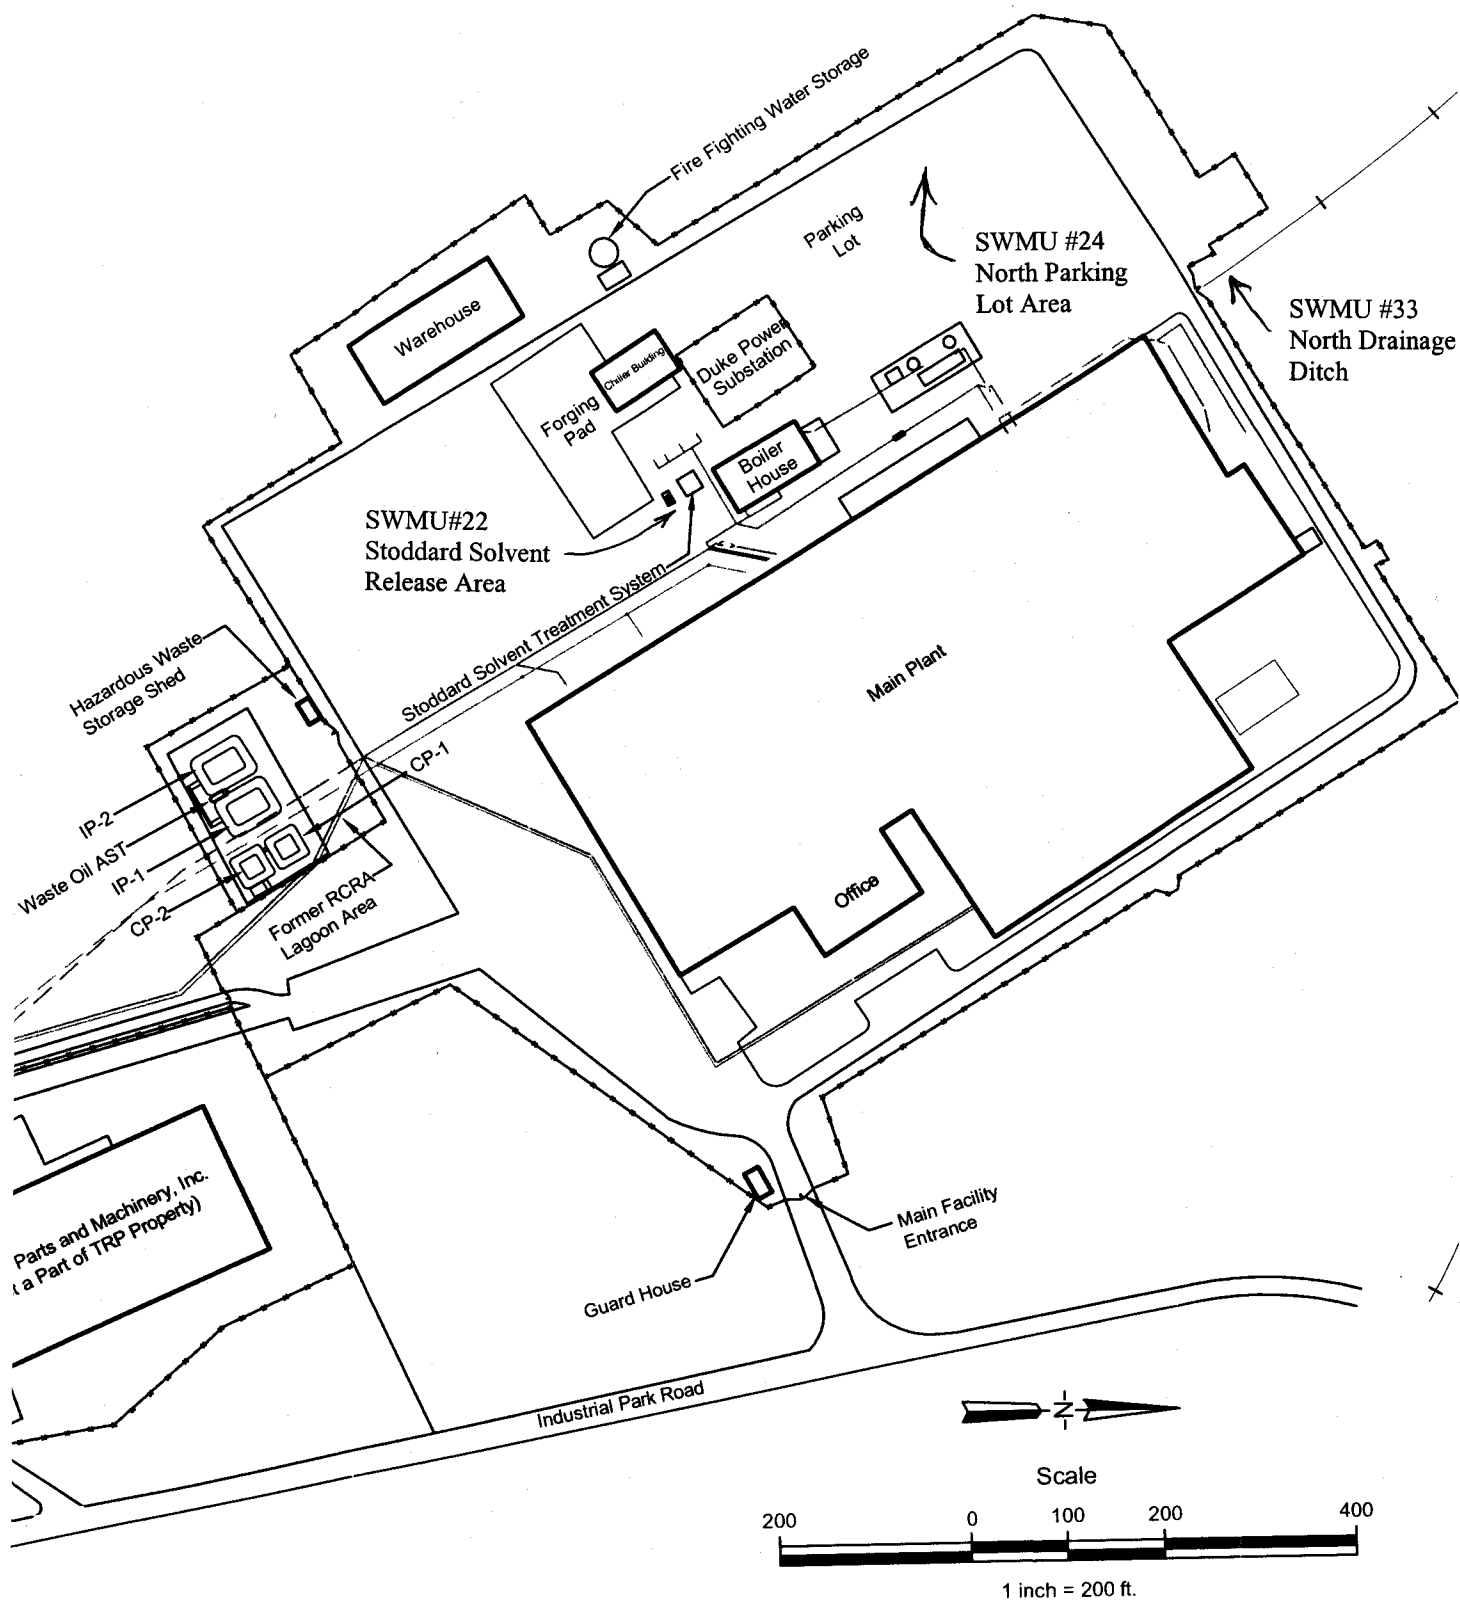 Fire Fighting Water Storage
Parking
Lot
SWMU #24
North Parking
Lot Area
SWMU #33
North Drainage
Ditch
Warehouse
Chiller Building
Duke Power
Substation
Forging
Pad
Boiler
House
SWMU#22
Stoddard Solvent
Release Area
Stoddard Solvent Treatment System
Main Plant
Hazardous Waste
Storage Shed
CP-1
IP-2
Waste Oil AST
IP-1
CP-2
Former RCRA
Lagoon Area
Office
Parts and Machinery, Inc.
a Part of TRP Property)
Main Facility
Entrance
Guard House
Industrial Park Road
N
Scale
200 0 100 200 400
1 inch = 200 ft.